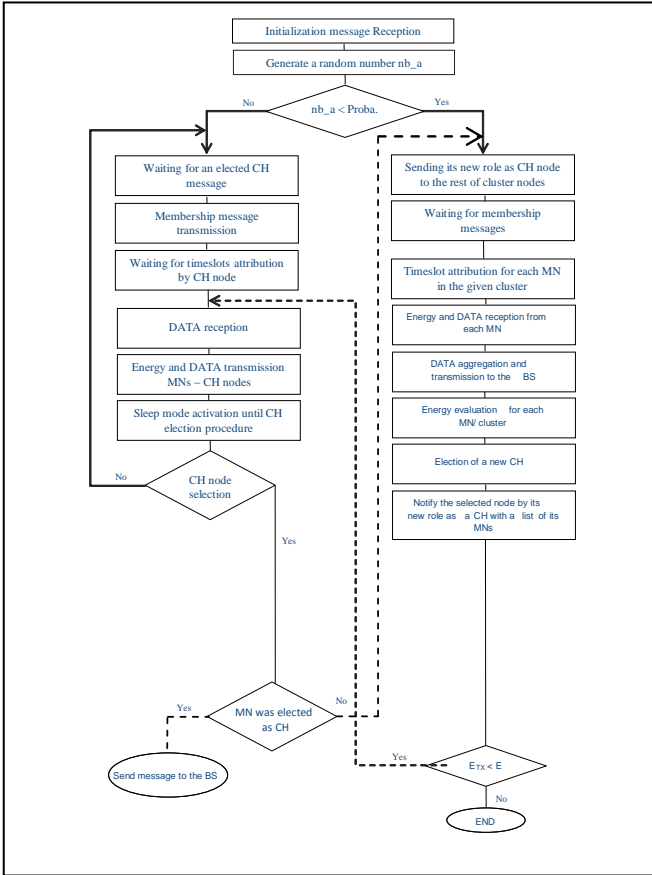 Initialization message Reception
Generate a random number nb_a
nb_a < Proba.
No
Yes
Waiting for an elected CH
message
Membership message
transmission
Waiting for timeslots attribution
by CH node
DATA reception
Energy and DATA transmission
MNs – CH nodes
Sleep mode activation until CH
election procedure
CH node
selection
No
Yes
MN was elected
as CH
Yes
No
Send message to the BS
Sending its new role as CH node
to the rest of cluster nodes
Waiting for membership
messages
Timeslot attribution for each MN
in the given cluster
Energy and DATA reception from
each MN
DATA aggregation and
transmission to the BS
Energy evaluation for each
MN/ cluster
Election of a new CH
Notify the selected node by its
new role as a CH with a list of its
MNs
ETX < E
Yes
No
END